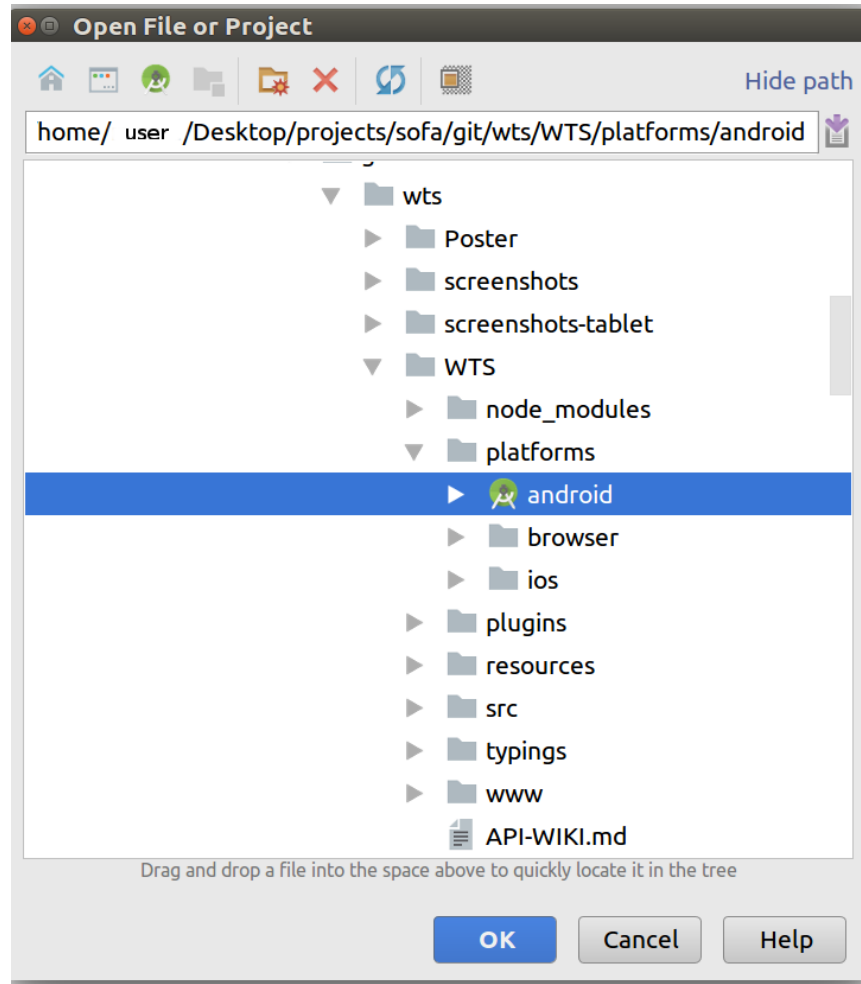 Open File or Project
Hide path
home/ user /Desktop/projects/sofa/git/wts/WTS/platforms/android
wts
Poster
screenshots
screenshots-tablet
WTS
node_modules
platforms
android
browser
ios
plugins
resources
src
typings
www
API-WIKI.md
Drag and drop a file into the space above to quickly locate it in the tree
OK Cancel Help